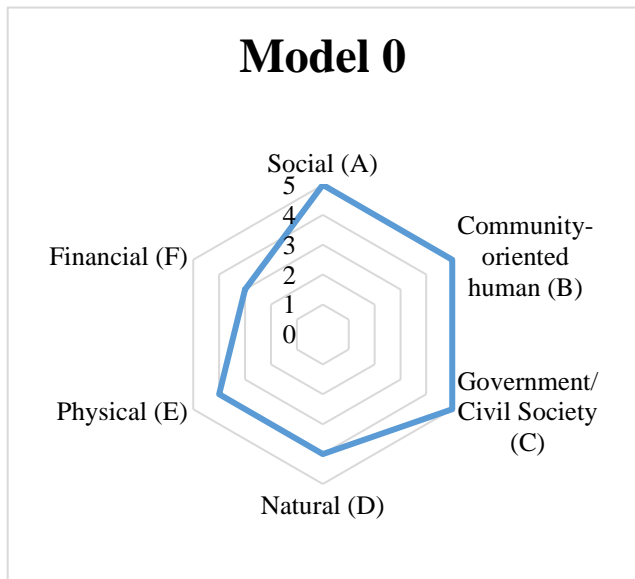 Model 0
Social (A)
5
4
3
2
1
0
Community-
oriented
human (B)
Government/
Civil Society
(C)
Natural (D)
Physical (E)
Financial (F)